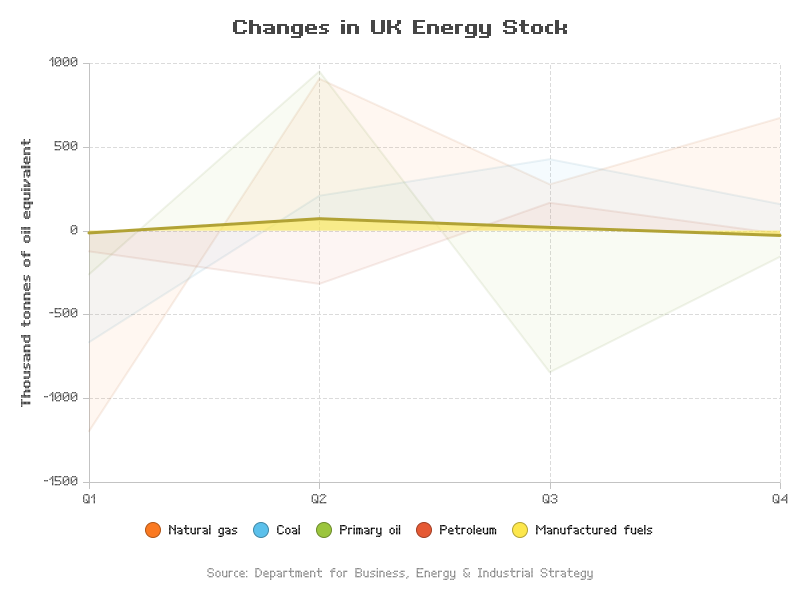 Changes in UK Energy Stock
Thousand tonnes of oil equivalent
1000
500
0
-500
-1000
-1500
Q1 Q2 Q3 Q4
Natural gas Coal Primary oil Petroleum Manufactured fuels
Source: Department for Business, Energy & Industrial Strategy